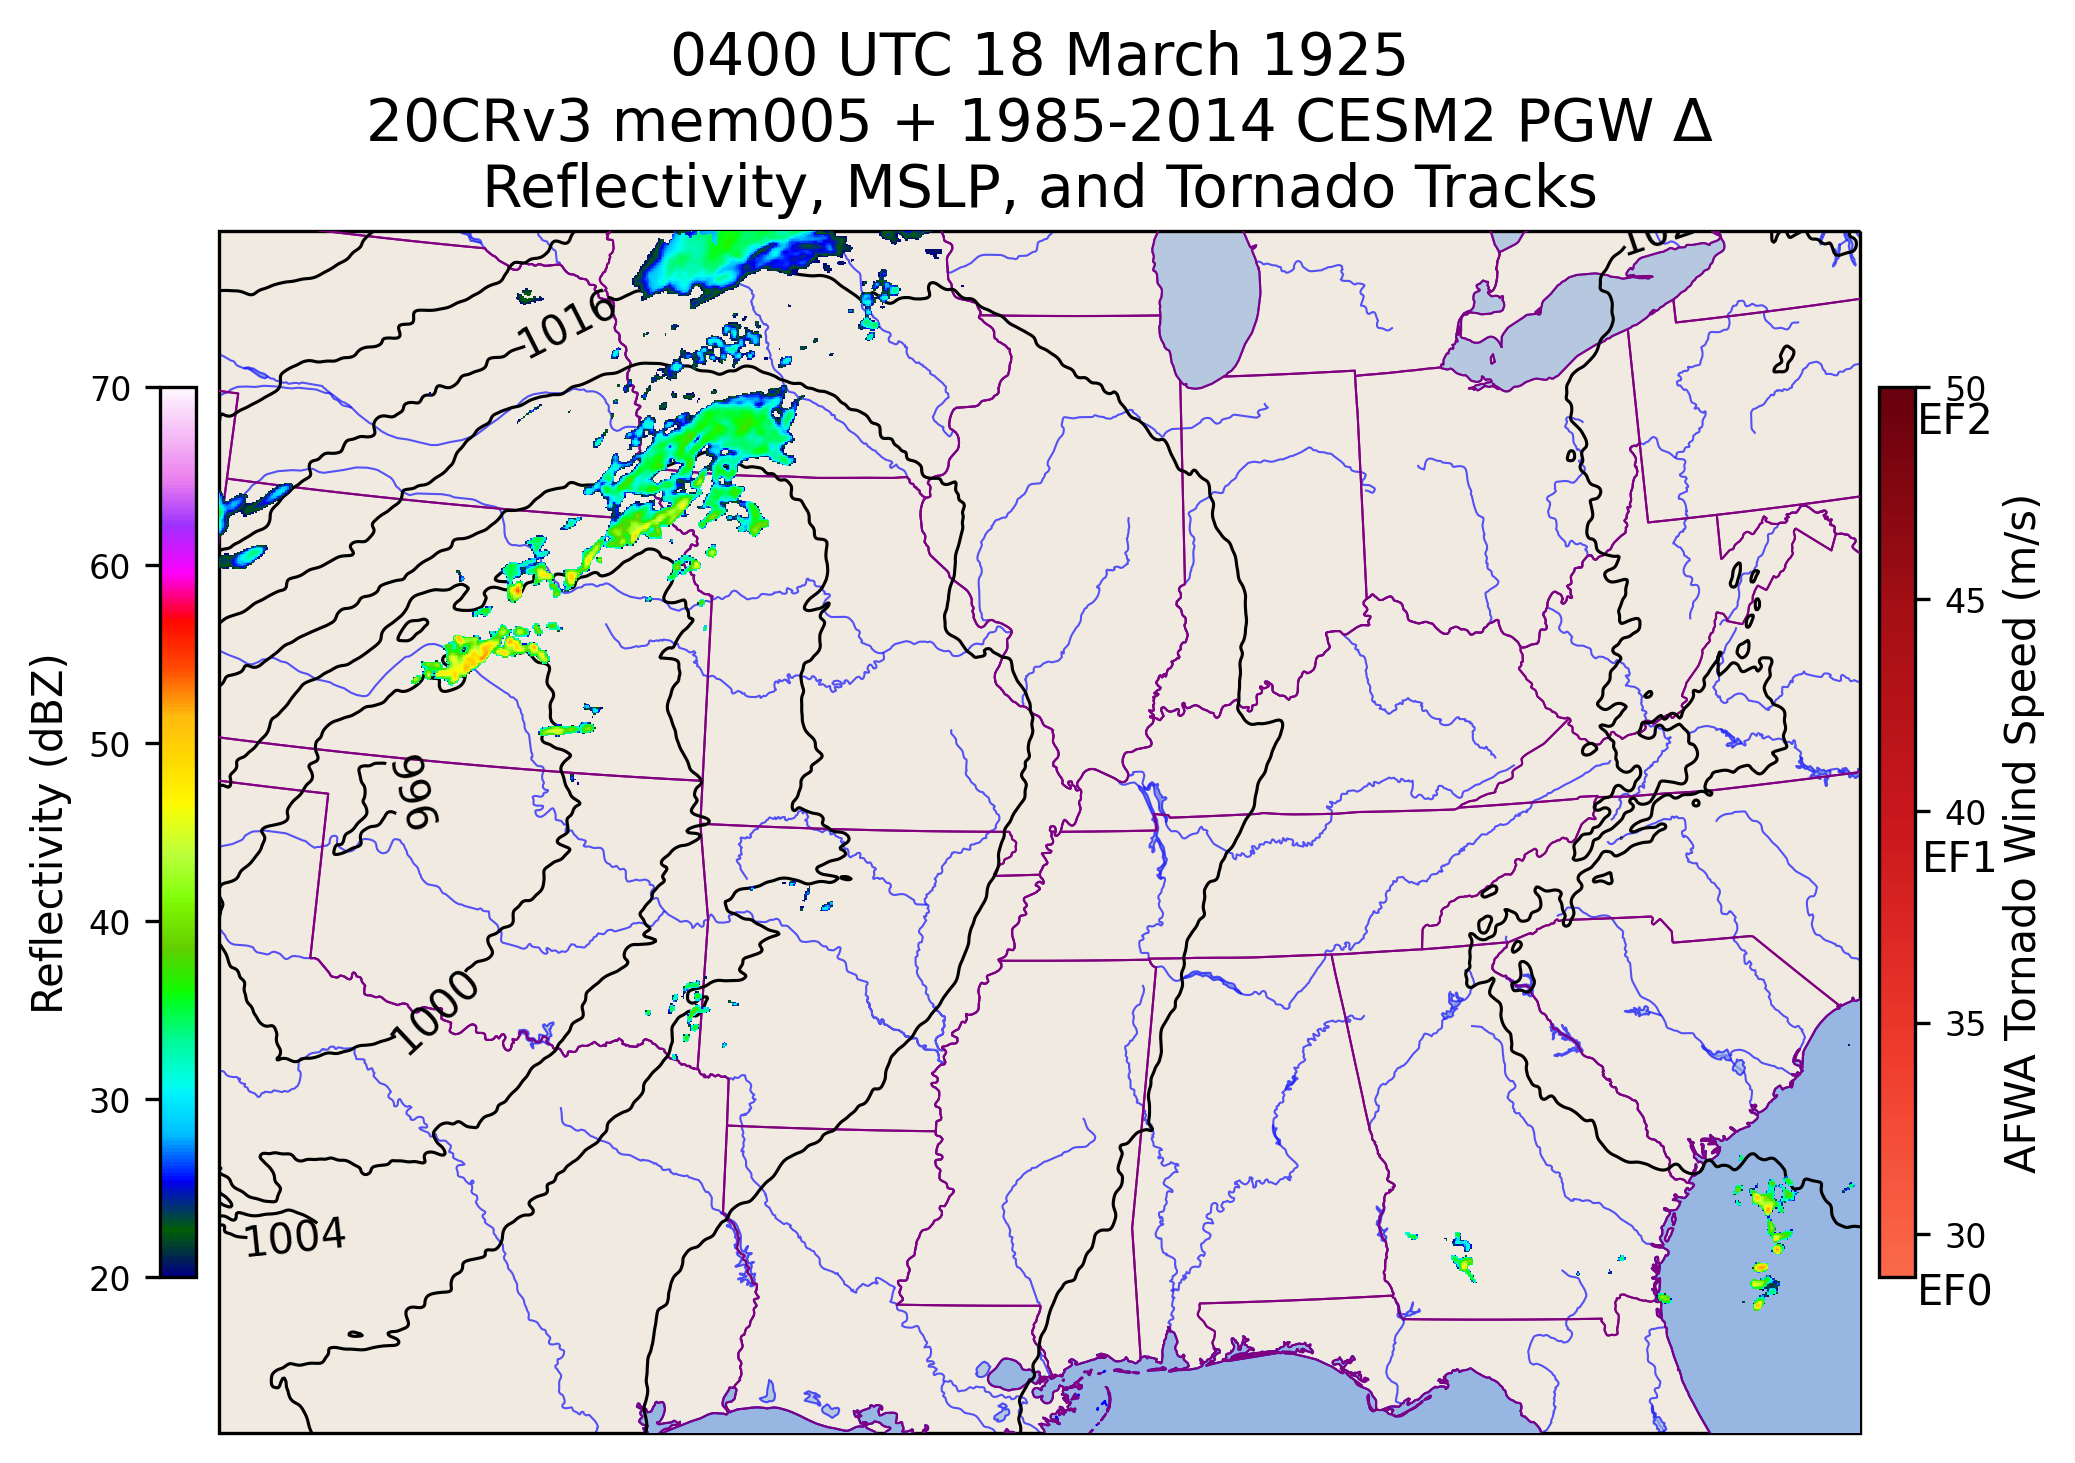 0400 UTC 18 March 1925
20CRv3 mem005 + 1985-2014 CESM2 PGW Δ
Reflectivity, MSLP, and Tornado Tracks
1016
996
1000
1004
70
60
50
40
30
20
Reflectivity (dBZ)
50
EF2
45
40
EF1
35
30
EF0
AFWA Tornado Wind Speed (m/s)